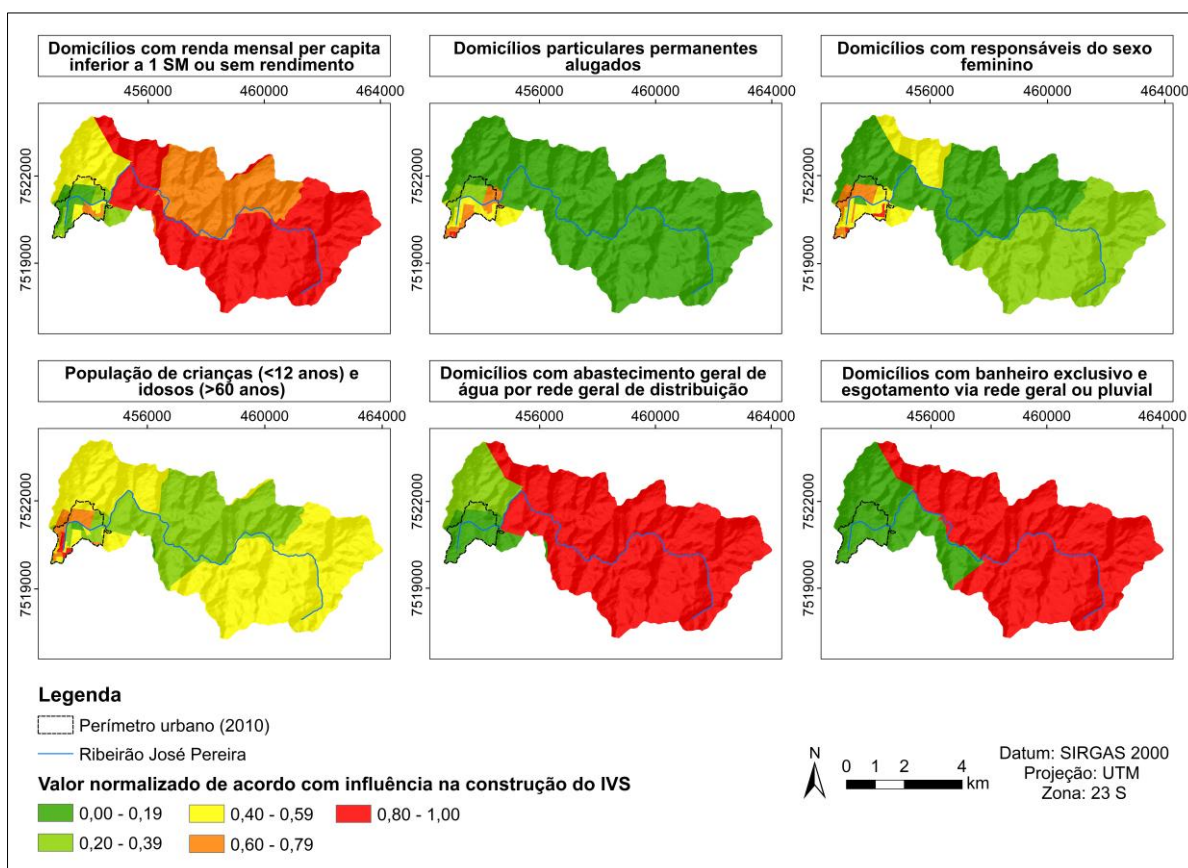 Domicílios com renda mensal per capita
inferior a 1 SM ou sem rendimento
456000 460000 464000
7522000
7519000
Domicílios particulares permanentes
alugados
456000 460000 464000
Domicílios com responsáveis do sexo
feminino
456000 460000 464000
7522000
7519000
População de crianças (<12 anos) e
idosos (>60 anos)
456000 460000 464000
7522000
7519000
Domicílios com abastecimento geral de
água por rede geral de distribuição
456000 460000 464000
7522000
7519000
Domicílios com banheiro exclusivo e
esgotamento via rede geral ou pluvial
456000 460000 464000
7522000
7519000
Legenda
Perímetro urbano (2010)
Ribeirão José Pereira
Valor normalizado de acordo com influência na construção do IVS
0,00 - 0,19 0,40 - 0,59 0,80 - 1,00
0,20 - 0,39 0,60 - 0,79
N
0 1 2 4
km
Datum: SIRGAS 2000
Projeção: UTM
Zona: 23 S